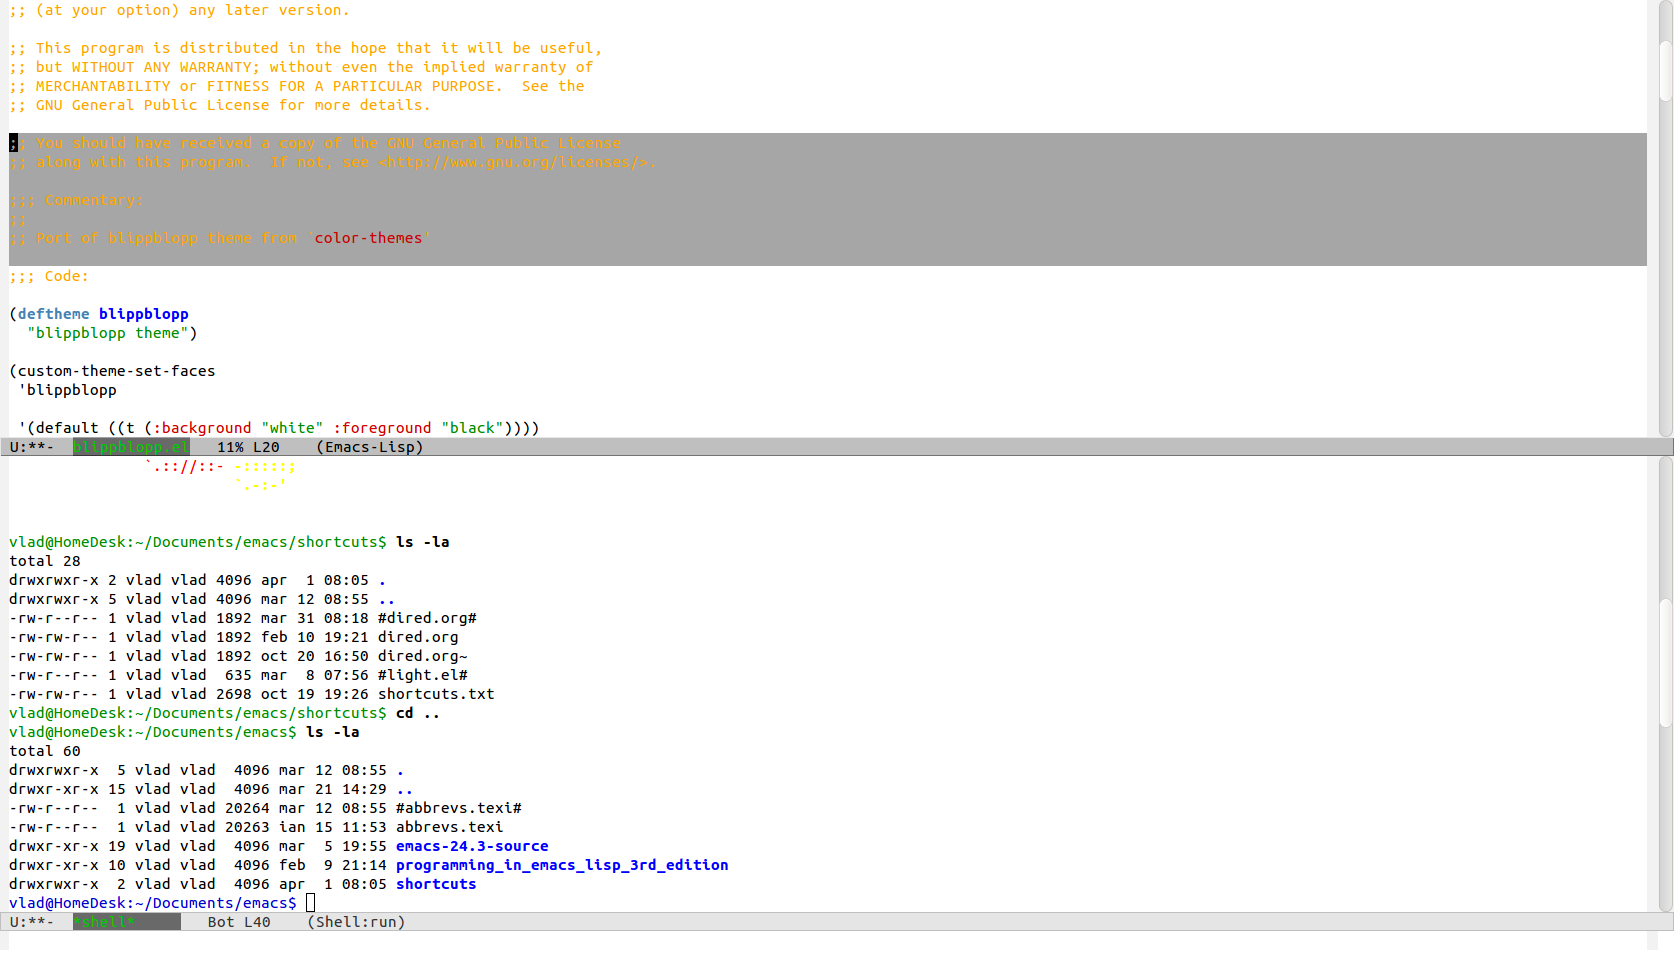 ;; (at your option) any later version.

;; This program is distributed in the hope that it will be useful,
;; but WITHOUT ANY WARRANTY; without even the implied warranty of
;; MERCHANTABILITY or FITNESS FOR A PARTICULAR PURPOSE.  See the
;; GNU General Public License for more details.

;; You should have received a copy of the GNU General Public License
;; along with this program.  If not, see <http://www.gnu.org/licenses/>.

;;; Commentary:
;;
;; Port of blippblopp theme from `color-themes'

;;; Code:

(deftheme blippblopp
  "blippblopp theme")

(custom-theme-set-faces
 'blippblopp

 '(default ((t (:background "white" :foreground "black"))))
U:**-  blippblopp.el   11% L20    (Emacs-Lisp)
               `.:://::- -:::::;
                         `.-:-'

vlad@HomeDesk:~/Documents/emacs/shortcuts$ ls -la
total 28
drwxrwxr-x 2 vlad vlad 4096 apr  1 08:05 .
drwxrwxr-x 5 vlad vlad 4096 mar 12 08:55 ..
-rw-r--r-- 1 vlad vlad 1892 mar 31 08:18 #dired.org#
-rw-rw-r-- 1 vlad vlad 1892 feb 10 19:21 dired.org
-rw-rw-r-- 1 vlad vlad 1892 oct 20 16:50 dired.org~
-rw-r--r-- 1 vlad vlad  635 mar  8 07:56 #light.el#
-rw-rw-r-- 1 vlad vlad 2698 oct 19 19:26 shortcuts.txt
vlad@HomeDesk:~/Documents/emacs/shortcuts$ cd ..
vlad@HomeDesk:~/Documents/emacs$ ls -la
total 60
drwxrwxr-x  5 vlad vlad  4096 mar 12 08:55 .
drwxr-xr-x 15 vlad vlad  4096 mar 21 14:29 ..
-rw-r--r--  1 vlad vlad 20264 mar 12 08:55 #abbrevs.texi#
-rw-r--r--  1 vlad vlad 20263 ian 15 11:53 abbrevs.texi
drwxr-xr-x 19 vlad vlad  4096 mar  5 19:55 emacs-24.3-source
drwxr-xr-x 10 vlad vlad  4096 feb  9 21:14 programming_in_emacs_lisp_3rd_edition
drwxrwxr-x  2 vlad vlad  4096 apr  1 08:05 shortcuts
vlad@HomeDesk:~/Documents/emacs$
U:**-  *shell*        Bot L40    (Shell:run)